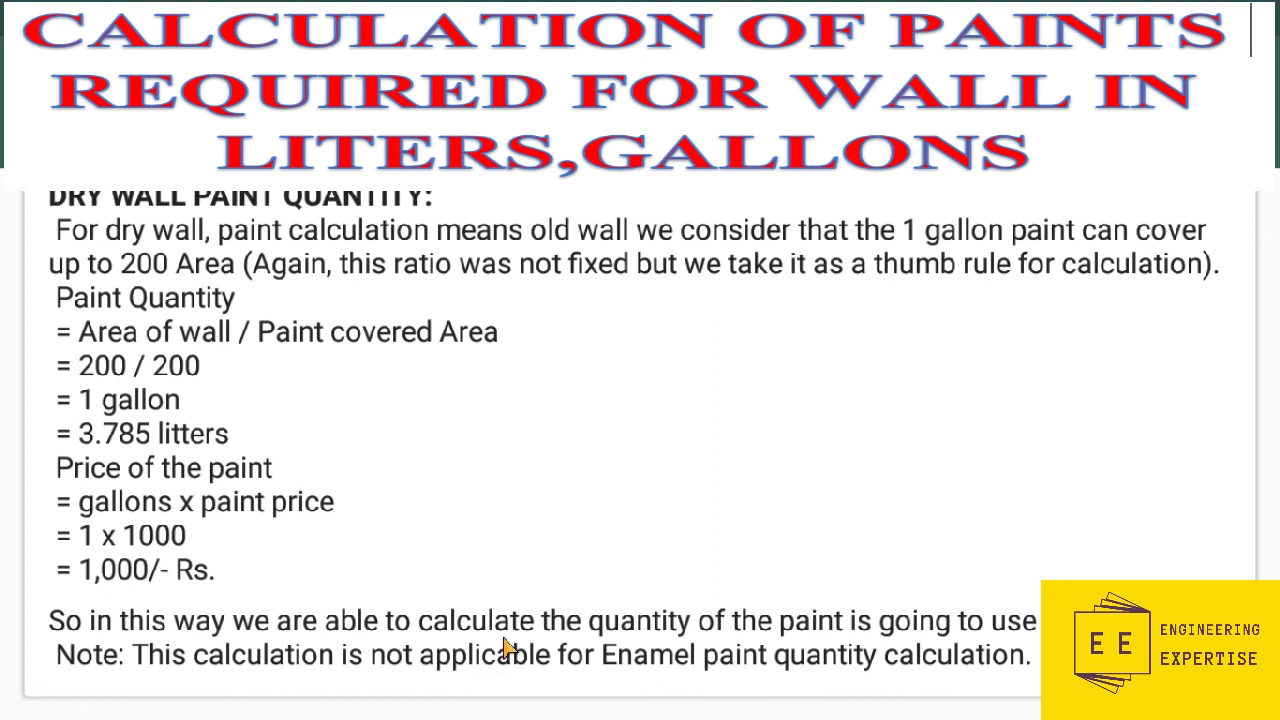 CALCULATION OF PAINTS
REQUIRED FOR WALL IN
LITERS,GALLONS
DRY WALL PAINT QUANTITY:
For dry wall, paint calculation means old wall we consider that the 1 gallon paint can cover
up to 200 Area (Again, this ratio was not fixed but we take it as a thumb rule for calculation).
Paint Quantity
= Area of wall / Paint covered Area
= 200 / 200
= 1 gallon
= 3.785 litters
Price of the paint
= gallons x paint price
= 1 x 1000
= 1,000/- Rs.
So in this way we are able to calculate the quantity of the paint is going to use
Note: This calculation is not applicable for Enamel paint quantity calculation.
E E
ENGINEERING
EXPERTISE